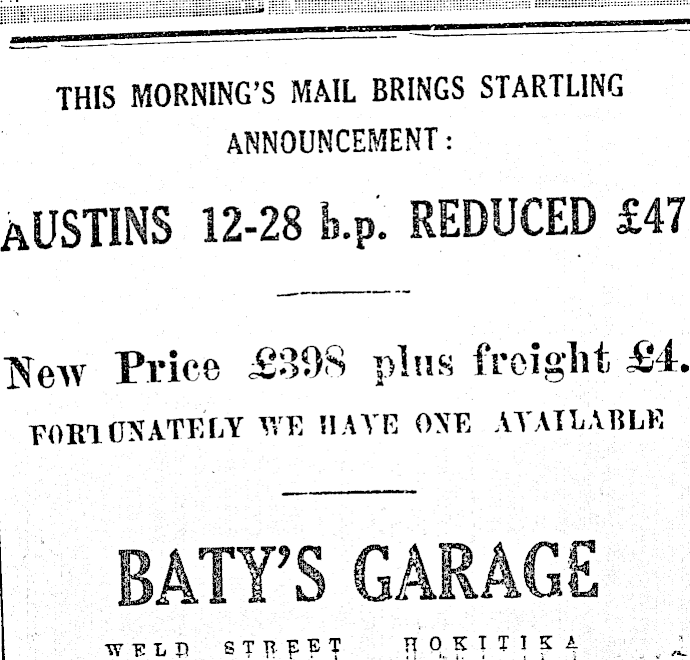 THIS MORNING'S MAIL BRINGS STARTLING
ANNOUNCEMENT:
AUSTINS 12-28 h.p. REDUCED £47
New Price £398 plus freight £4.
FORTUNATELY WE HAVE ONE AVAILABLE
BATY'S GARAGE
WELD STREET HOKITIKA